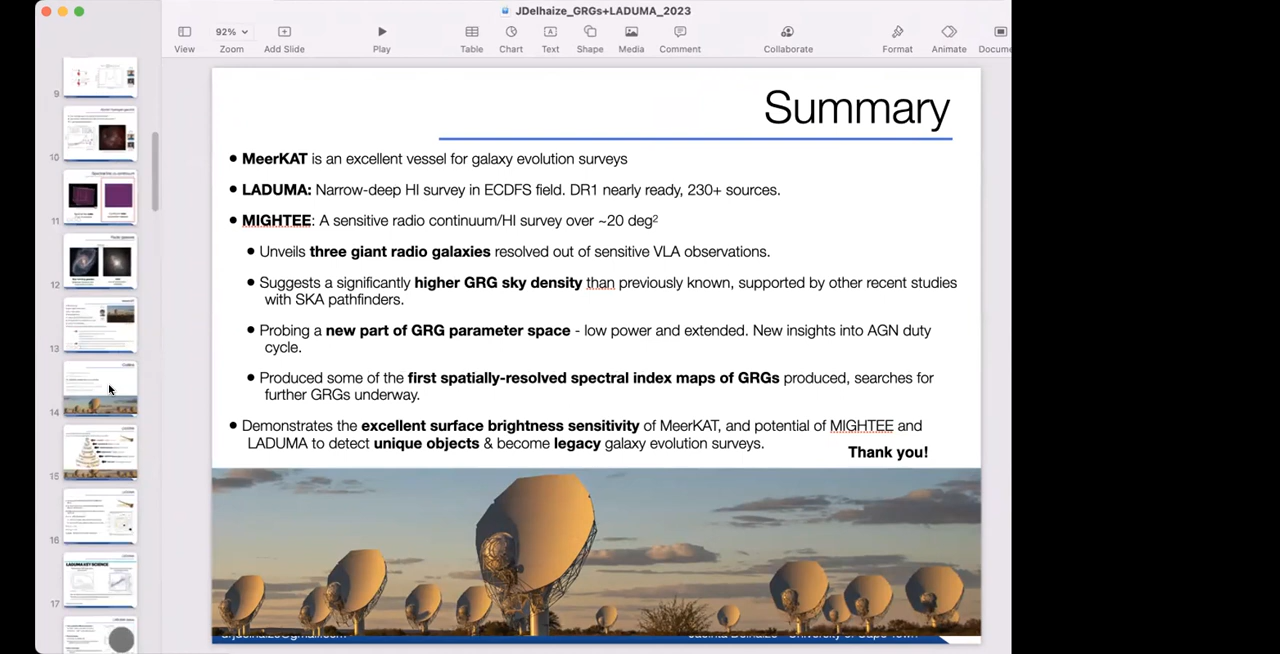 JDelhaize_GRGs+LADUMA_2023
92%
View
Zoom
Add Slide
Play
Table
Chart
Text
Shape
Media
Comment
Collaborate
Format
Animate
Docume
9
10
11
12
13
14
15
16
17
LADUMA KEY SCIENCE
Summary
● MeerKAT is an excellent vessel for galaxy evolution surveys
● LADUMA: Narrow-deep HI survey in ECDFS field. DR1 nearly ready, 230+ sources.
● MIGHTEE: A sensitive radio continuum/HI survey over ~20 deg²
● Unveils three giant radio galaxies resolved out of sensitive VLA observations.
● Suggests a significantly higher GRG sky density than previously known, supported by other recent studies
with SKA pathfinders.
● Probing a new part of GRG parameter space - low power and extended. New insights into AGN duty
cycle.
● Produced some of the first spatially-resolved spectral index maps of GRGs produced, searches for
further GRGs underway.
● Demonstrates the excellent surface brightness sensitivity of MeerKAT, and potential of MIGHTEE and
LADUMA to detect unique objects & become legacy galaxy evolution surveys.
Thank you!